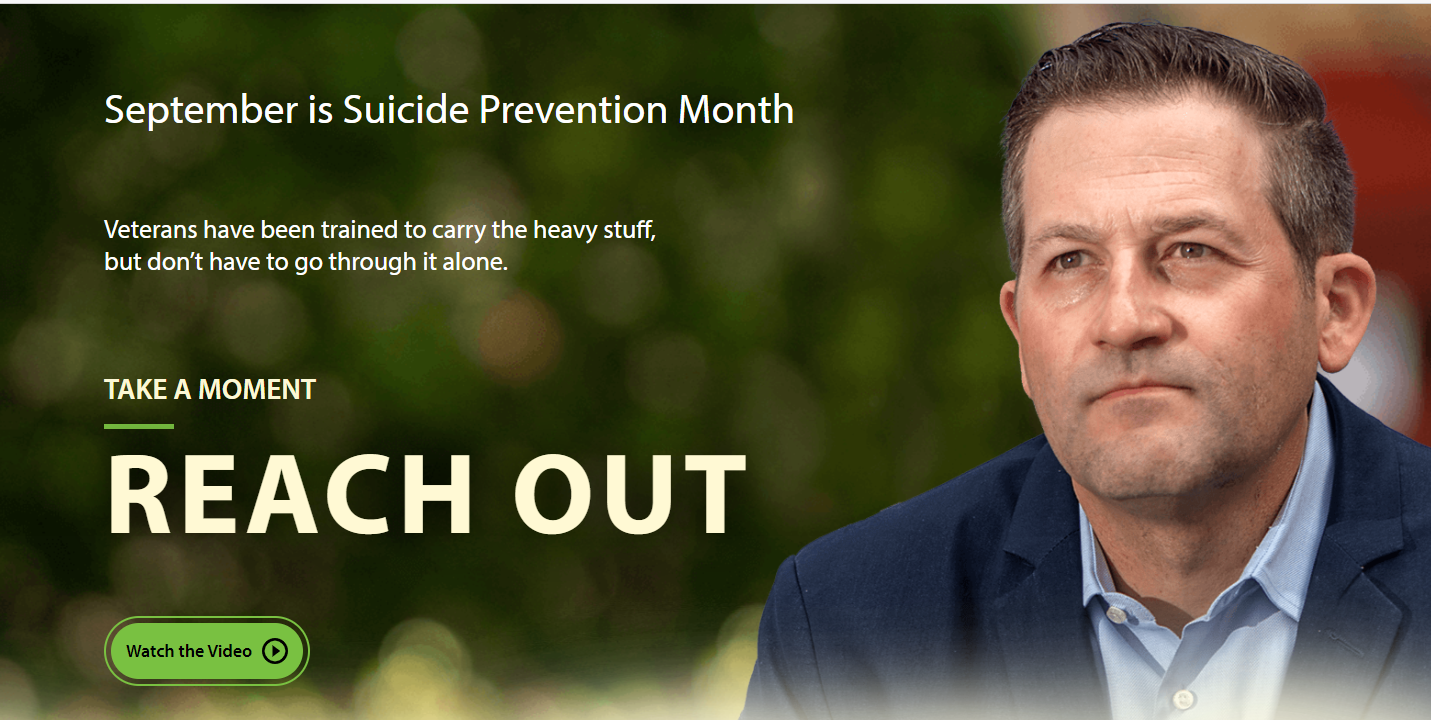 September is Suicide Prevention Month
Veterans have been trained to carry the heavy stuff,
but don’t have to go through it alone.
TAKE A MOMENT
REACH OUT
Watch the Video